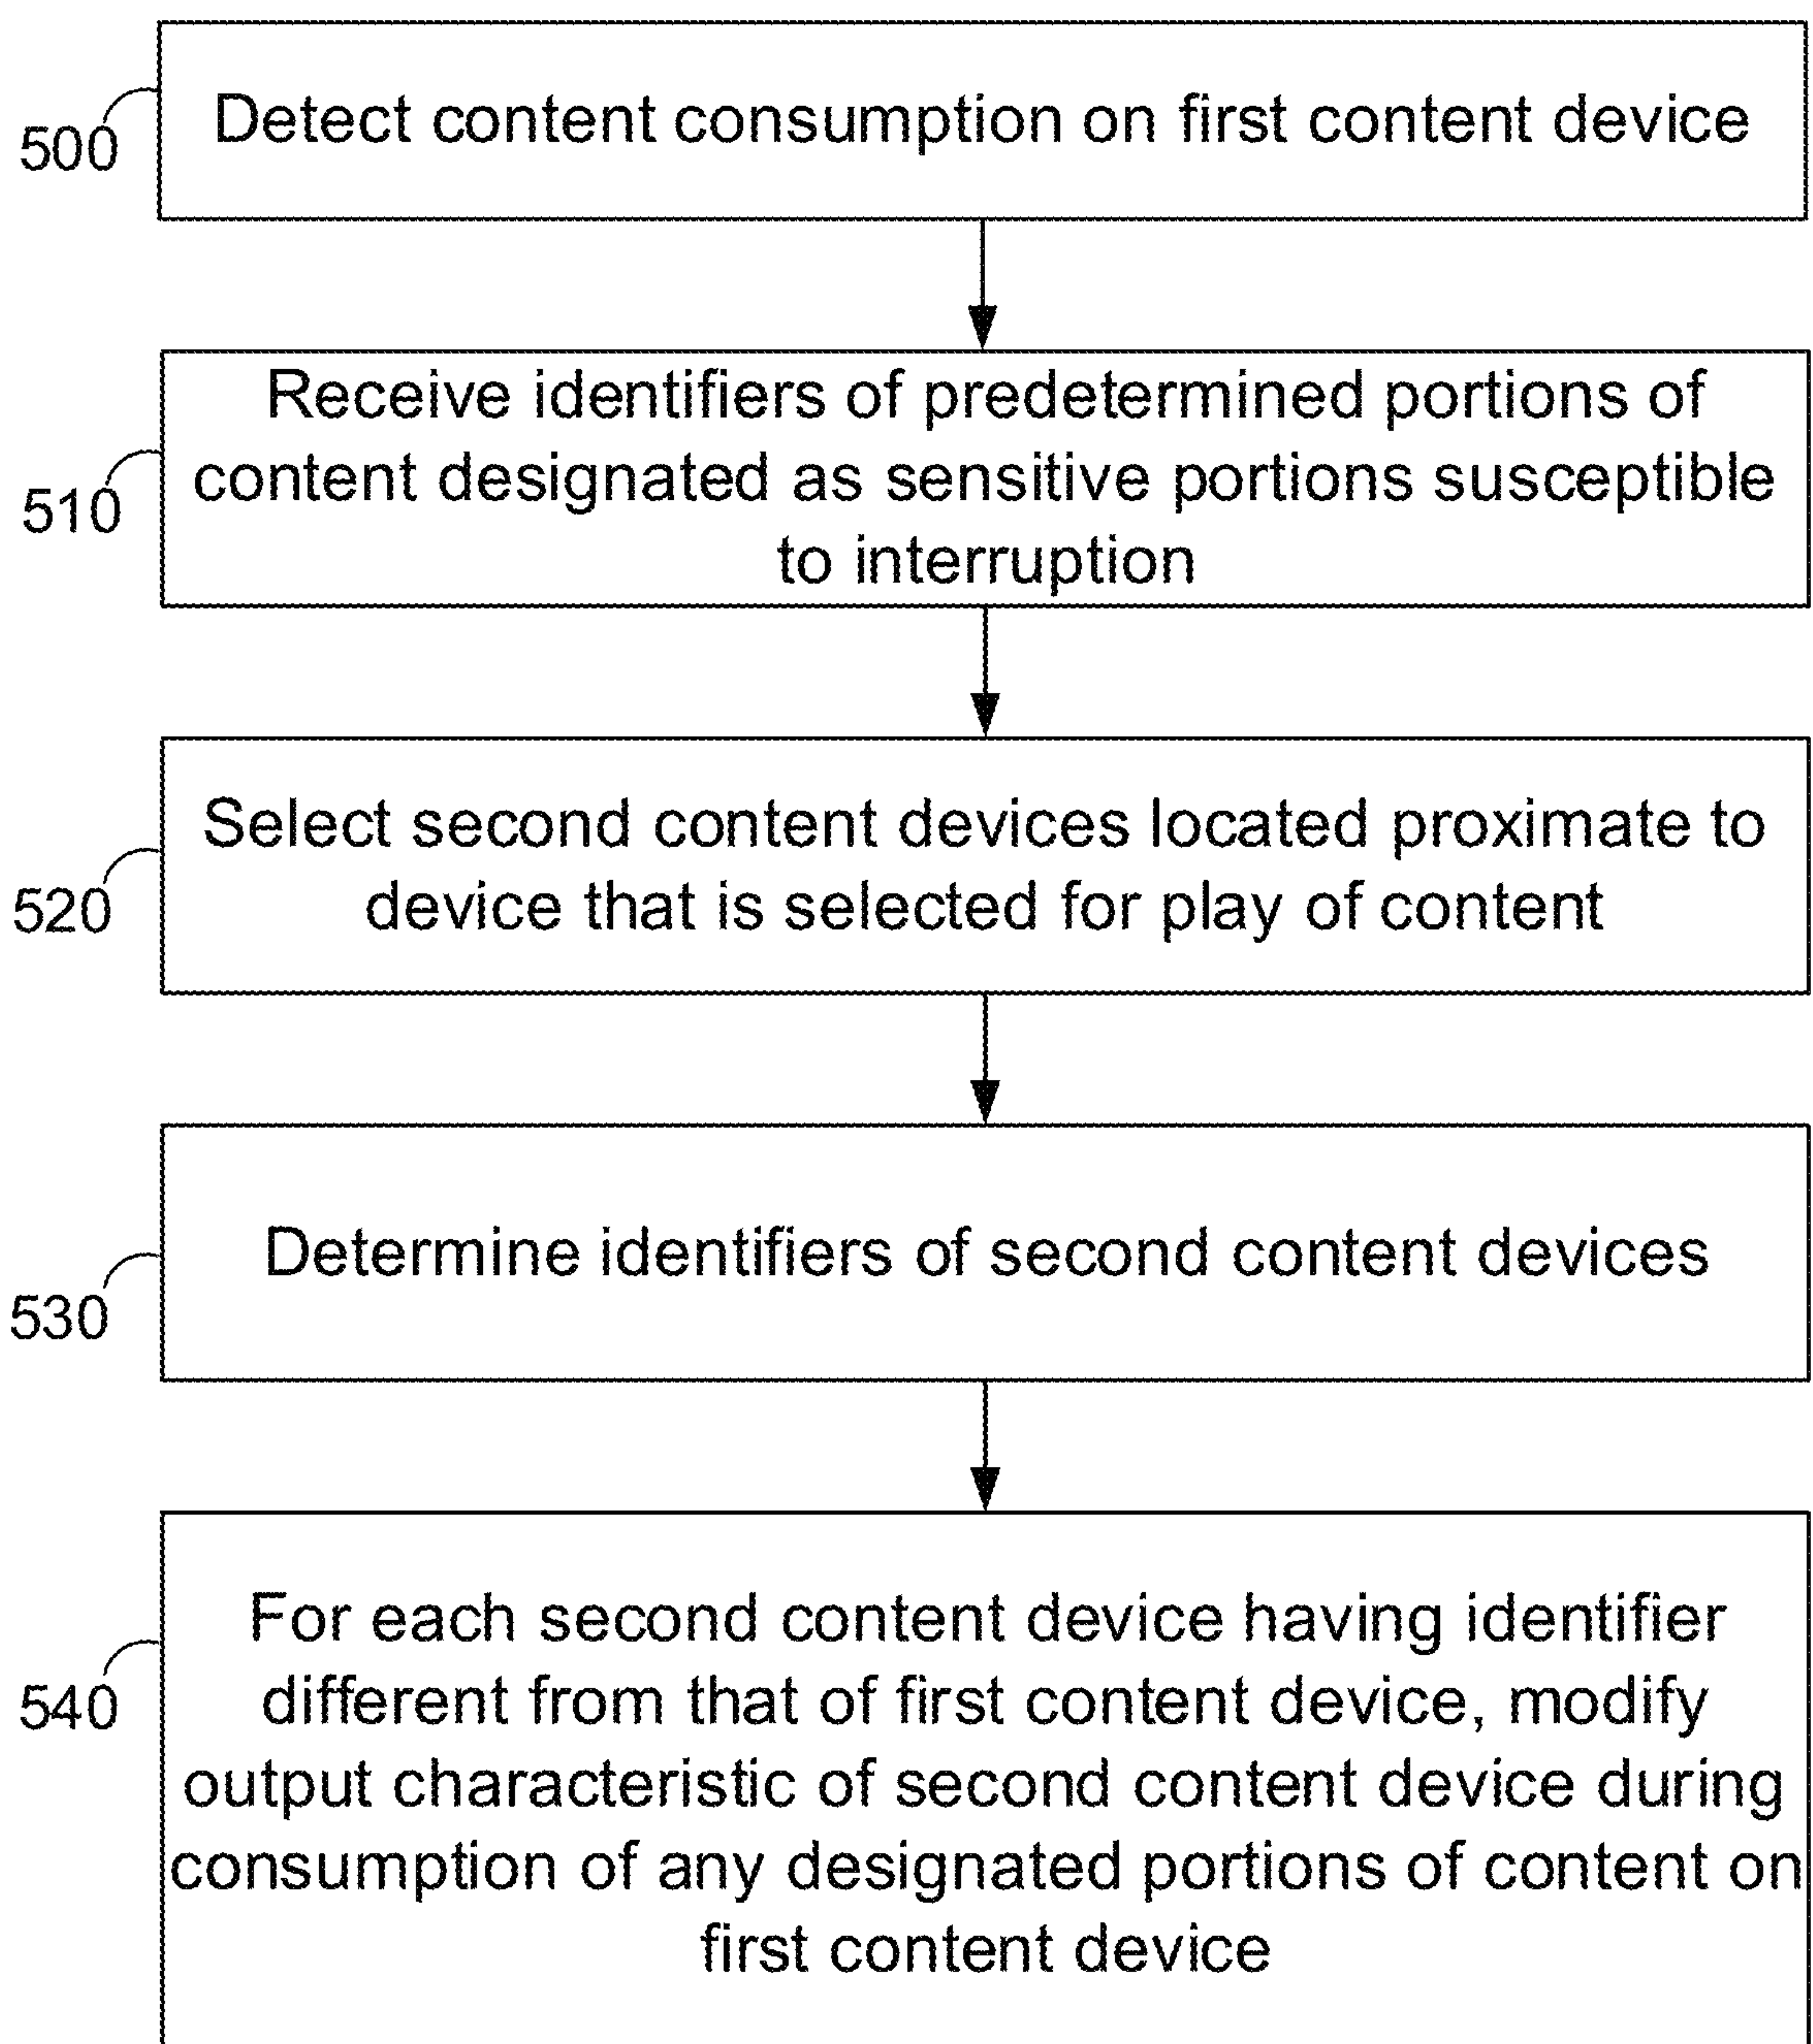 500
Detect content consumption on first content device
510
Receive identifiers of predetermined portions of
content designated as sensitive portions susceptible
to interruption
520
Select second content devices located proximate to
device that is selected for play of content
530
Determine identifiers of second content devices
540
For each second content device having identifier
different from that of first content device, modify
output characteristic of second content device during
consumption of any designated portions of content on
first content device